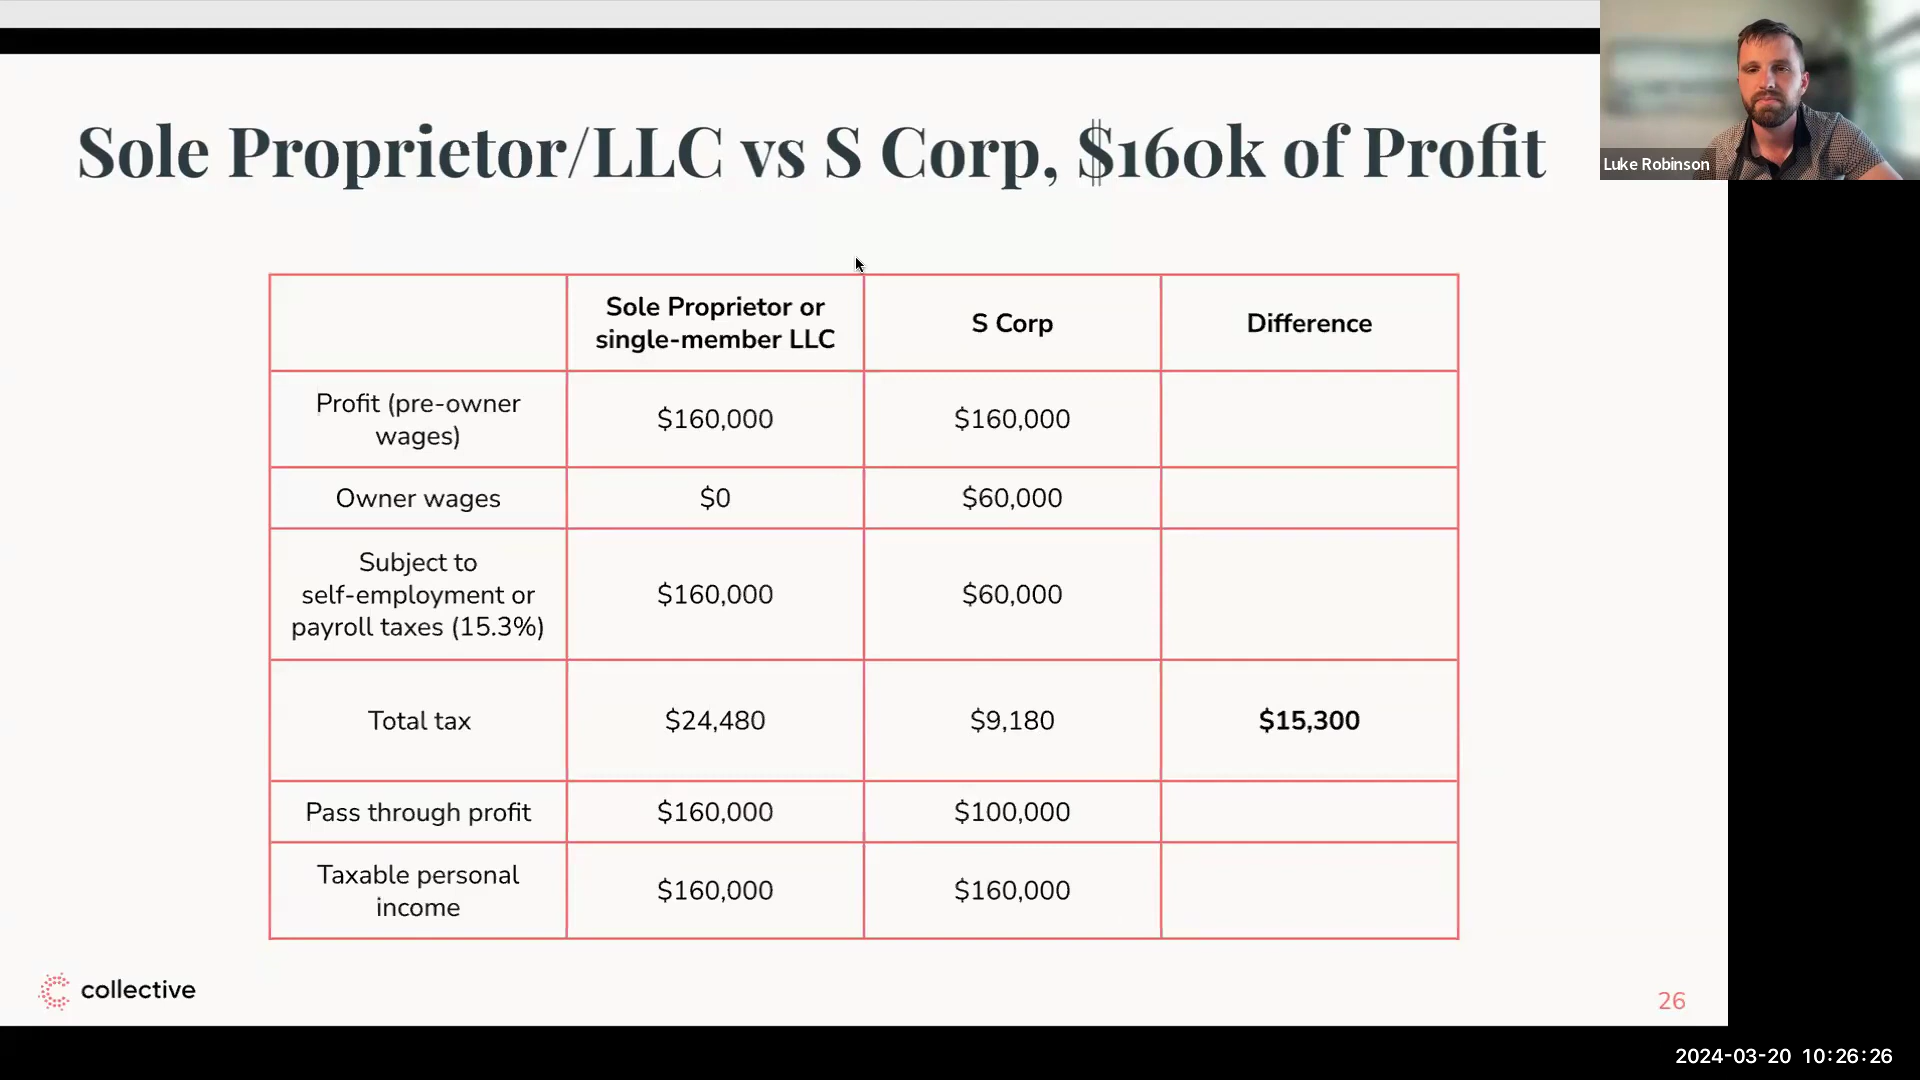 Sole Proprietor/LLC vs S Corp, $160k of Profit
Luke Robinson
Sole Proprietor or
single-member LLC
S Corp
Difference
Profit (pre-owner
wages)
$160,000
$160,000
Owner wages
$0
$60,000
Subject to
self-employment or
payroll taxes (15.3%)
$160,000
$60,000
Total tax
$24,480
$9,180
$15,300
Pass through profit
$160,000
$100,000
Taxable personal
income
$160,000
$160,000
collective
26
2024-03-20 10:26:26